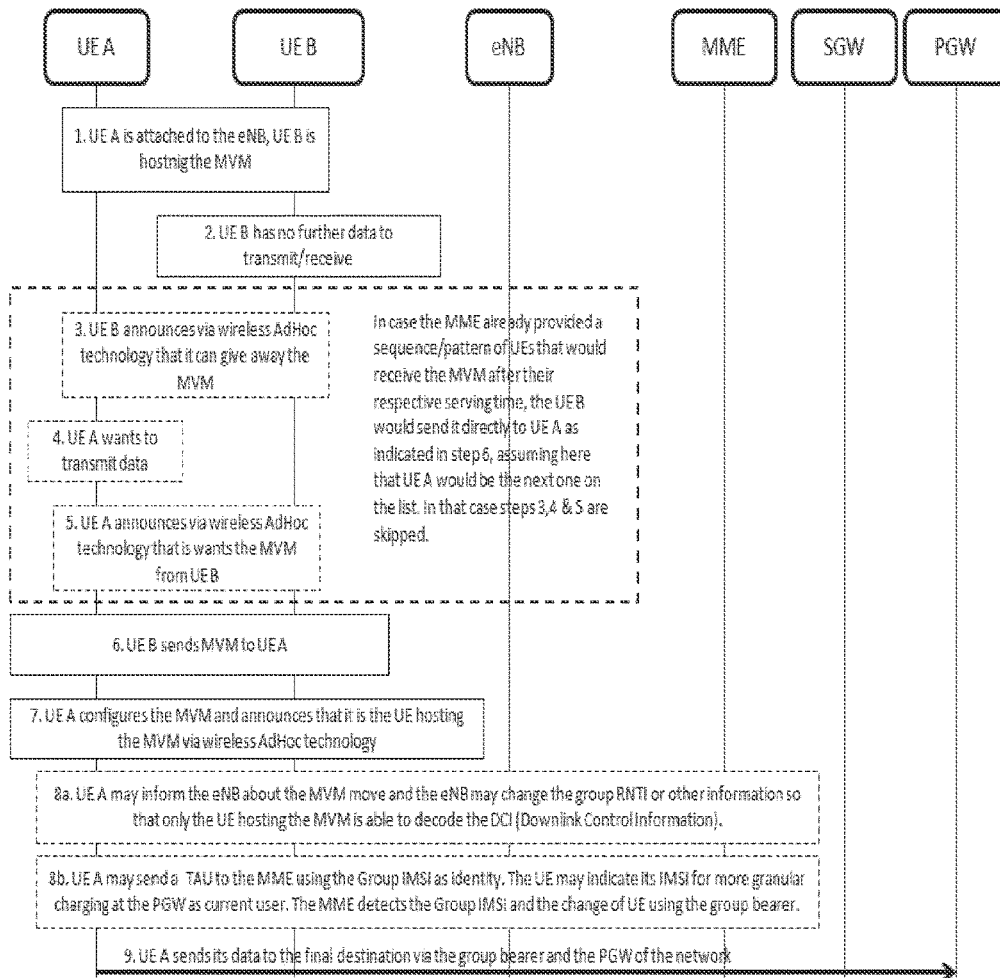 UE A
UE B
eNB
MME
SGW
PGW
1. UE A is attached to the eNB, UE B is
hostnig the MVM
2. UE B has no further data to
transmit/receive
3. UE B announces via wireless AdHoc
technology that it can give away the
MVM
In case the MME already provided a
sequence/pattern of UEs that would
receive the MVM after their
respective serving time, the UE B
would send it directly to UE A as
indicated in step 6, assuming here
that UE A would be the next one on
the list. In that case steps 3,4 & 5 are
skipped.
4. UE A wants to
transmit data
5. UE A announces via wireless AdHoc
technology that is wants the MVM
from UE B
6. UE B sends MVM to UE A
7. UE A configures the MVM and announces that it is the UE hosting
the MVM via wireless AdHoc technology
8a. UE A may inform the eNB about the MVM move and the eNB may change the group RNTI or other information so
that only the UE hosting the MVM is able to decode the DCI (Downlink Control Information).
8b. UE A may send a TAU to the MME using the Group IMSI as identity. The UE may indicate its IMSI for more granular
charging at the PGW as current user. The MME detects the Group IMSI and the change of UE using the group bearer.
9. UE A sends its data to the final destination via the group bearer and the PGW of the network